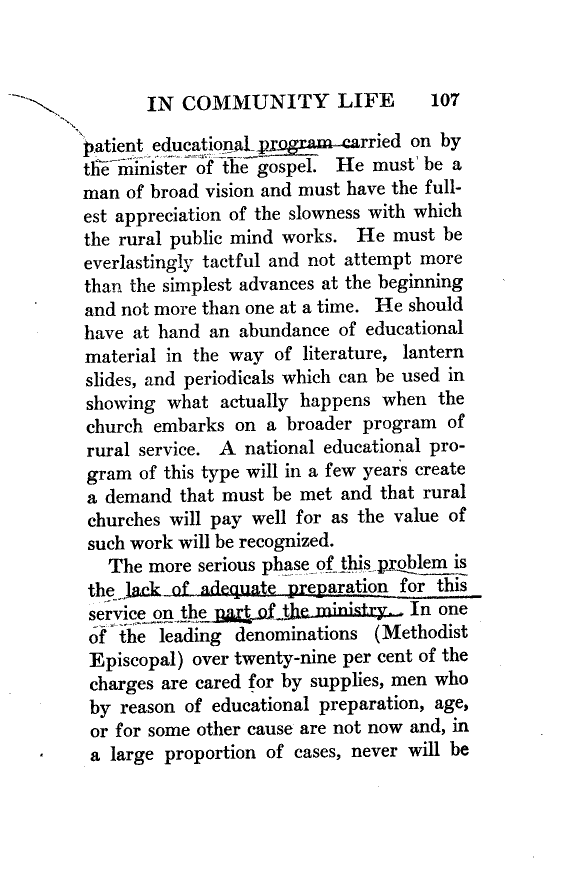 IN COMMUNITY LIFE 107
patient educational program carried on by
the minister of the gospel. He must be a
man of broad vision and must have the full-
est appreciation of the slowness with which
the rural public mind works. He must be
everlastingly tactful and not attempt more
than the simplest advances at the beginning
and not more than one at a time. He should
have at hand an abundance of educational
material in the way of literature, lantern
slides, and periodicals which can be used in
showing what actually happens when the
church embarks on a broader program of
rural service. A national educational pro-
gram of this type will in a few years create
a demand that must be met and that rural
churches will pay well for as the value of
such work will be recognized.
The more serious phase of this problem is
the lack of adequate preparation for this
service on the part of the ministry. In one
of the leading denominations (Methodist
Episcopal) over twenty-nine per cent of the
charges are cared for by supplies, men who
by reason of educational preparation, age,
or for some other cause are not now and, in
a large proportion of cases, never will be